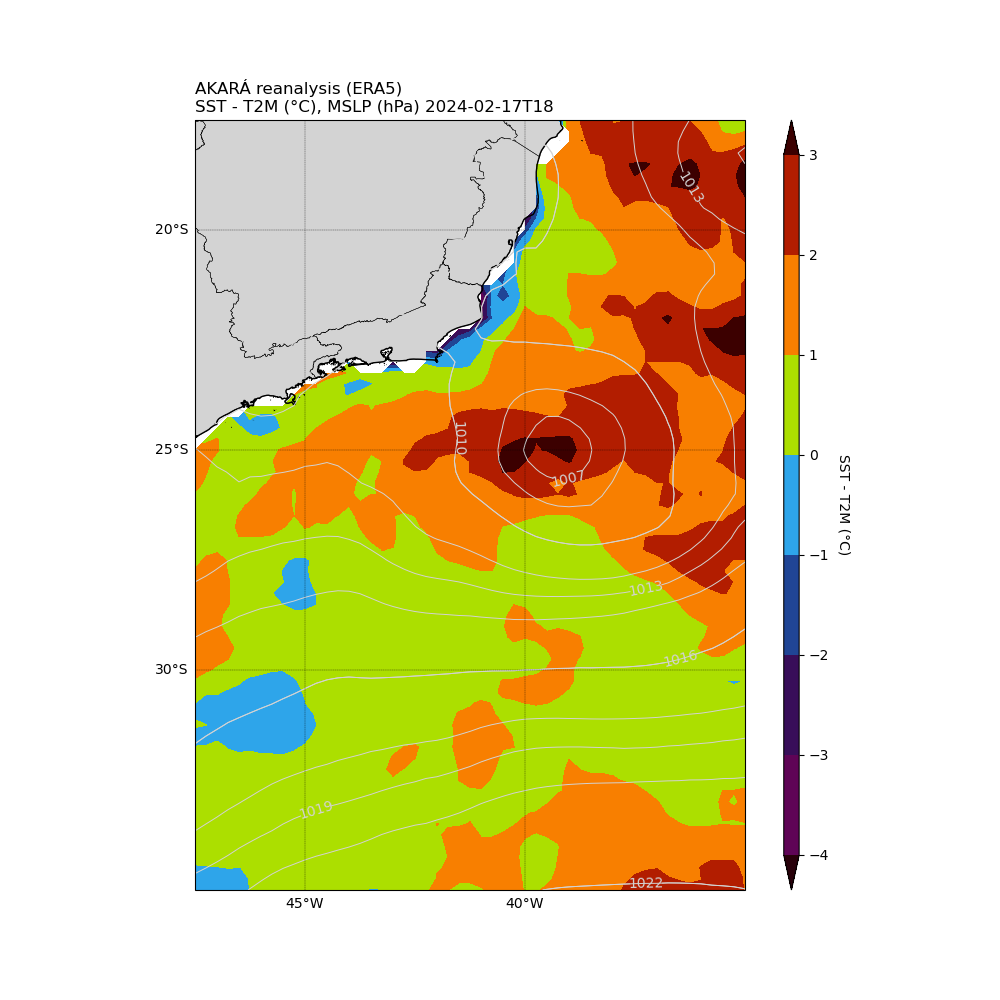 AKARÁ reanalysis (ERA5)
SST - T2M (°C), MSLP (hPa) 2024-02-17T18
3
1013
20°S
2
1
1010
25°S
0
1007
SST - T2M (°C)
−1
1013
1016
30°S
−2
−3
1019
−4
1022
45°W
40°W